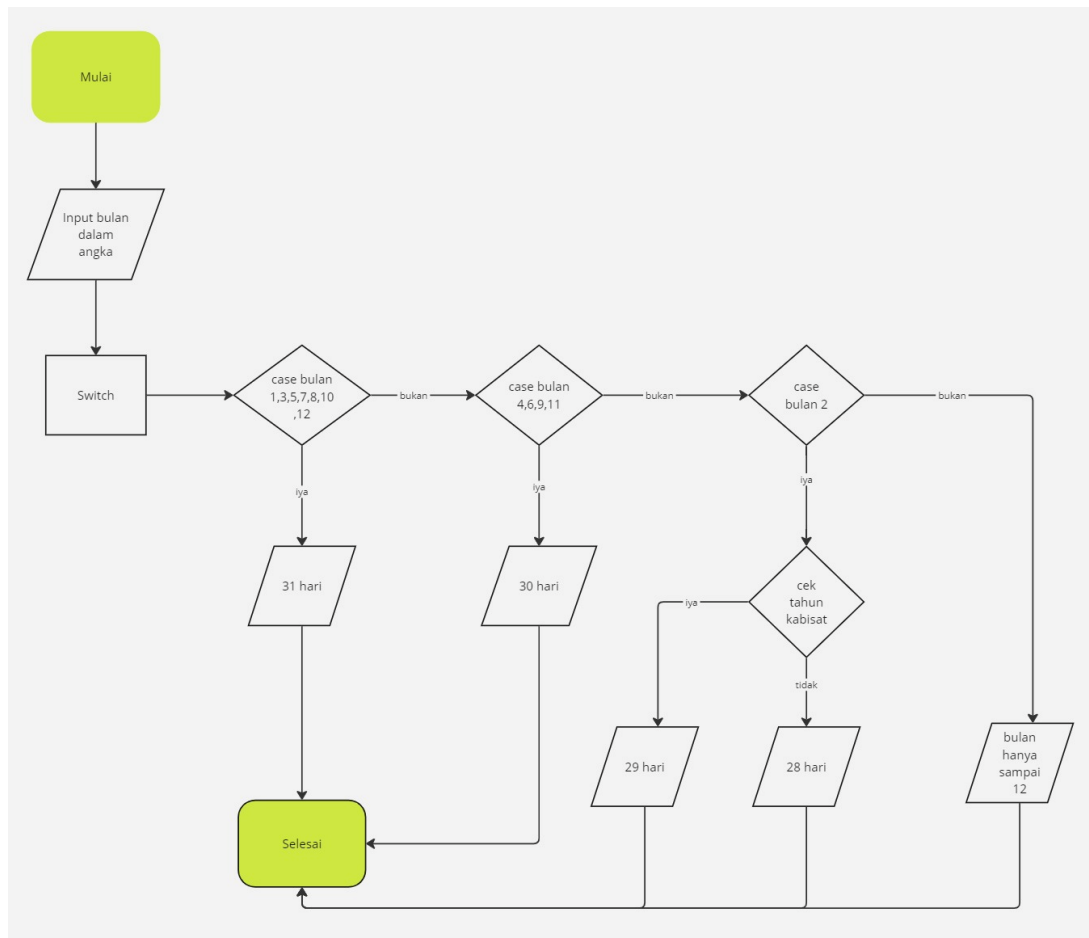 Mulai
Input bulan
dalam
angka
Switch
case bulan
1,3,5,7,8,10
,12
bukan
case bulan
4,6,9,11
bukan
case
bulan 2
bukan
iya
iya
iya
31 hari
30 hari
cek
tahun
kabisat
iya
tidak
29 hari
28 hari
bulan
hanya
sampai
12
Selesai